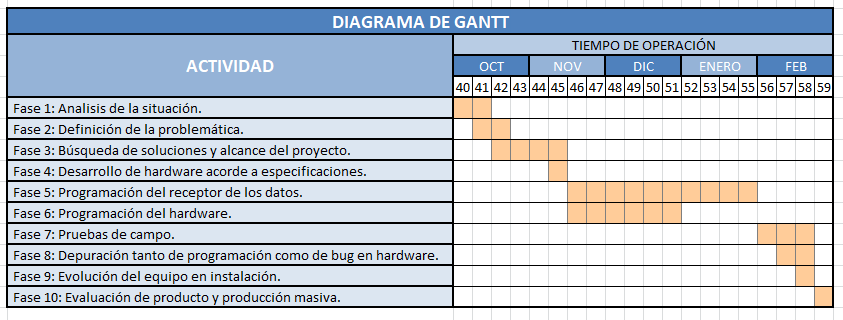 DIAGRAMA DE GANTT
ACTIVIDAD
TIEMPO DE OPERACIÓN
OCT NOV DIC ENERO FEB
40 41 42 43 44 45 46 47 48 49 50 51 52 53 54 55 56 57 58 59
Fase 1: Analisis de la situación.
Fase 2: Definición de la problemática.
Fase 3: Búsqueda de soluciones y alcance del proyecto.
Fase 4: Desarrollo de hardware acorde a especificaciones.
Fase 5: Programación del receptor de los datos.
Fase 6: Programación del hardware.
Fase 7: Pruebas de campo.
Fase 8: Depuración tanto de programación como de bug en hardware.
Fase 9: Evolución del equipo en instalación.
Fase 10: Evaluación de producto y producción masiva.